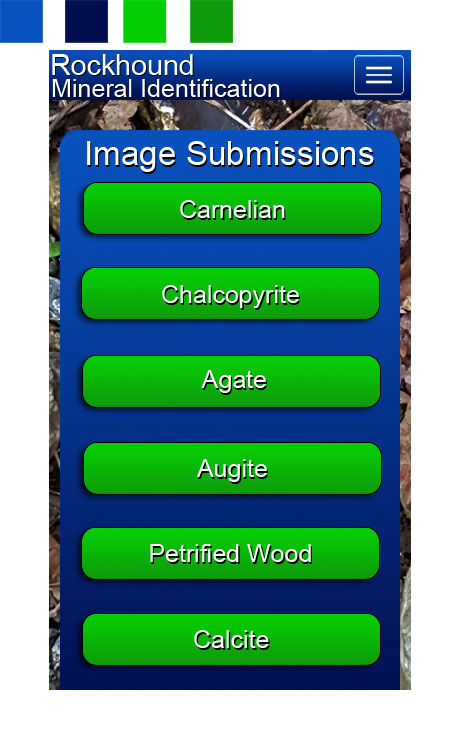 Rockhound
Mineral Identification
Image Submissions
Carnelian
Chalcopyrite
Agate
Augite
Petrified Wood
Calcite